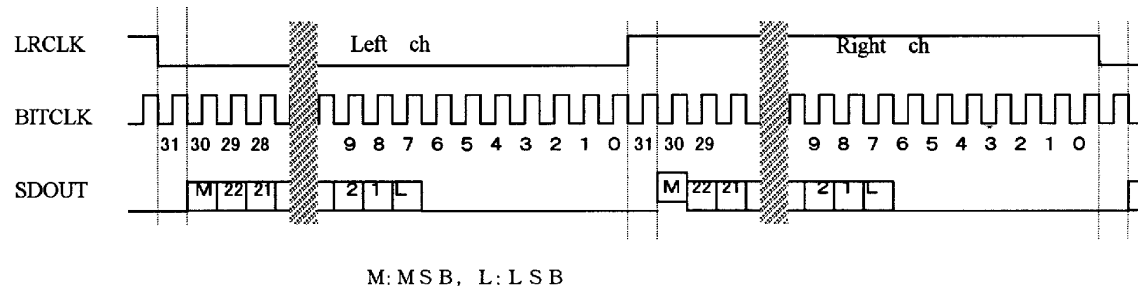 LRCLK Left ch Right ch
BITCLK
31 30 29 28 9 8 7 6 5 4 3 2 1 0 31 30 29 9 8 7 6 5 4 3 2 1 0
SDOUT M 22 21 2 1 L M 22 21 2 1 L
M:MSB, L:LSB